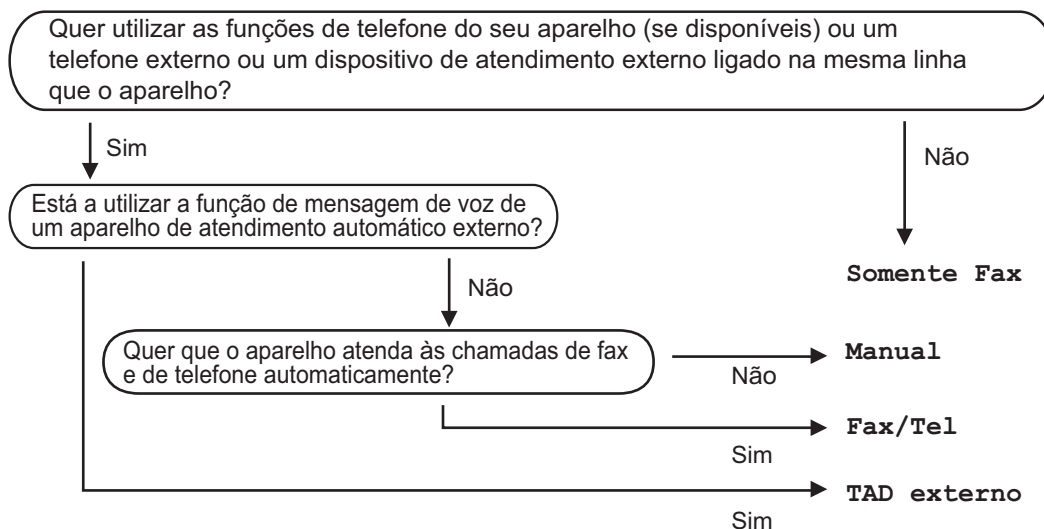 Quer utilizar as funções de telefone do seu aparelho (se disponíveis) ou um
telefone externo ou um dispositivo de atendimento externo ligado na mesma linha
que o aparelho?
Sim
Não
Está a utilizar a função de mensagem de voz de
um aparelho de atendimento automático externo?
Somente Fax
Não
Quer que o aparelho atenda às chamadas de fax
e de telefone automaticamente?
Manual
Não
Fax/Tel
Sim
TAD externo
Sim